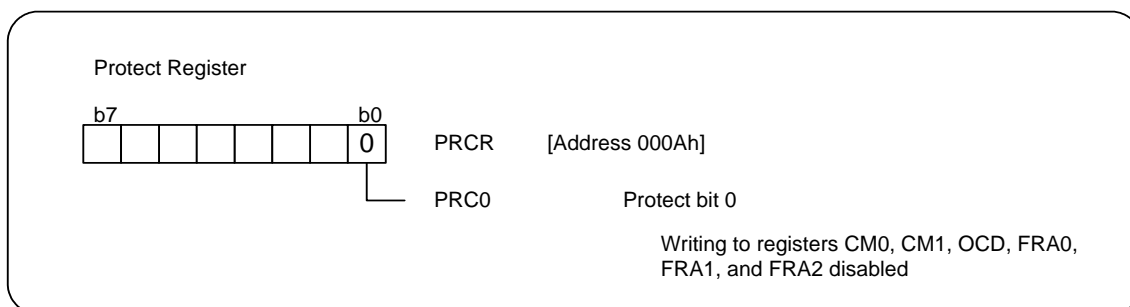 Protect Register
b7 b0
0 PRCR [Address 000Ah]
PRC0 Protect bit 0
Writing to registers CM0, CM1, OCD, FRA0,
FRA1, and FRA2 disabled